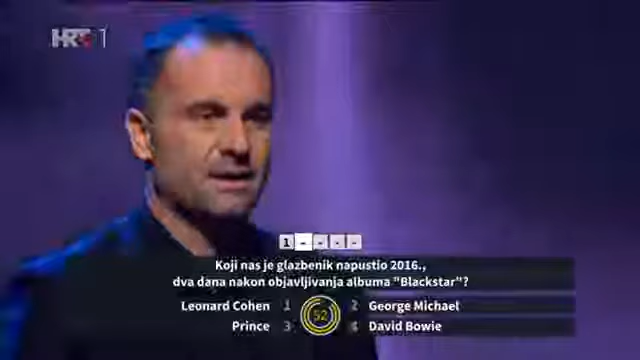 HRT 1
1 - - - -
Koji nas je glazbenik napustio 2016.,
dva dana nakon objavljivanja albuma "Blackstar"?
Leonard Cohen 1
2 George Michael
52
Prince 3
4 David Bowie